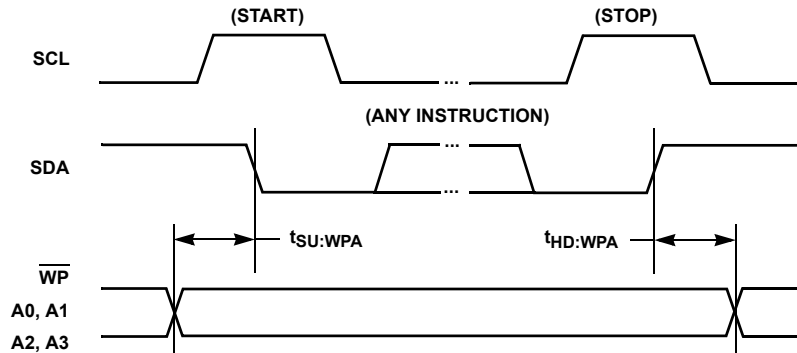 (START)
(STOP)
SCL
...
(ANY INSTRUCTION)
...
SDA
...
tSU:WPA
tHD:WPA
WP
A0, A1
A2, A3